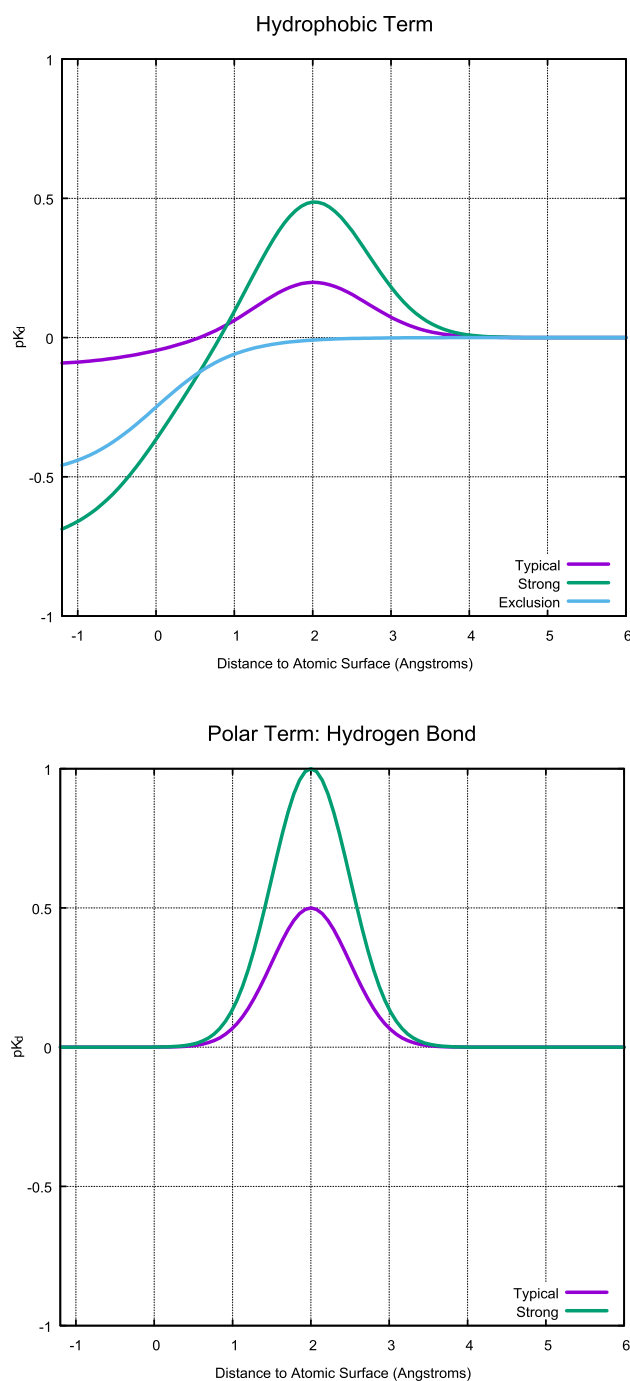 Hydrophobic Term
1
0.5
0
-0.5
-1
pKd
Typical
Strong
Exclusion
-1 0 1 2 3 4 5 6
Distance to Atomic Surface (Angstroms)
Polar Term: Hydrogen Bond
1
0.5
0
-0.5
-1
pKd
Typical
Strong
-1 0 1 2 3 4 5 6
Distance to Atomic Surface (Angstroms)